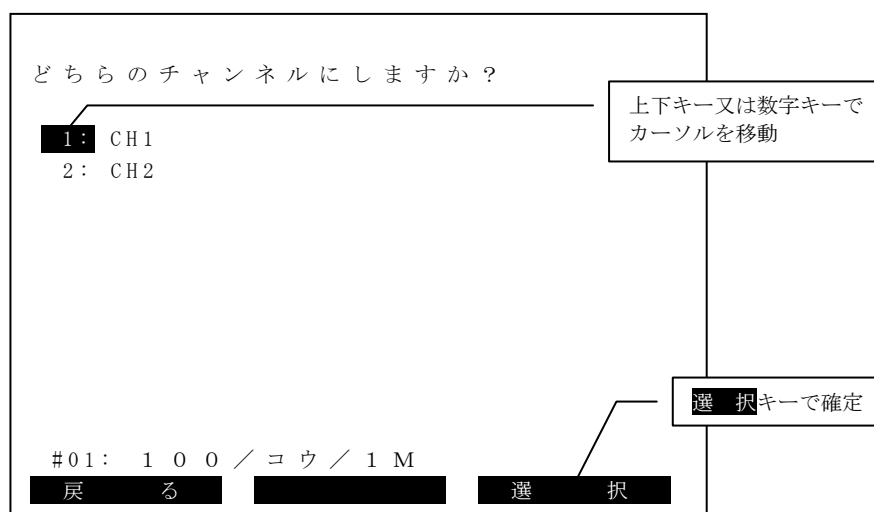 どちらのチャンネルにしますか?
上下キー又は数字キーで
カーソルを移動
1: CH1
2: CH2
選 択キーで確定
#01: 100/コウ/1M
戻 る 選 択